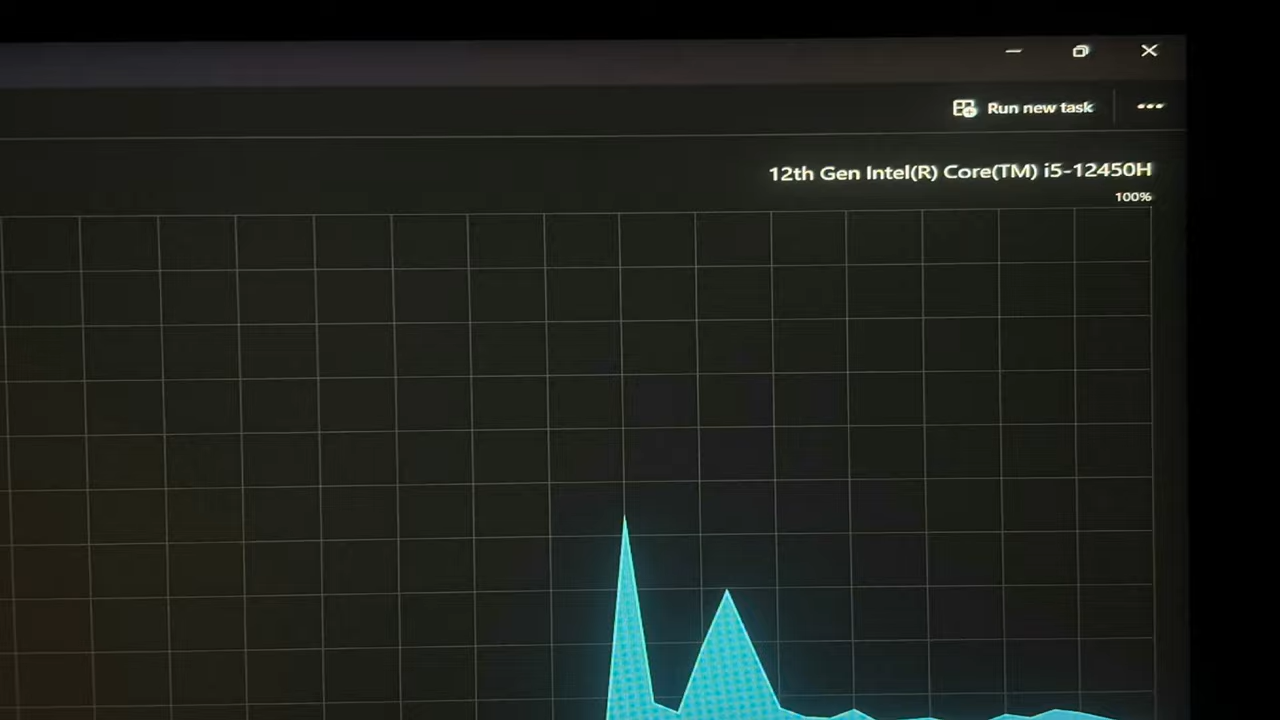 Run new task
12th Gen Intel(R) Core(TM) i5-12450H
100%